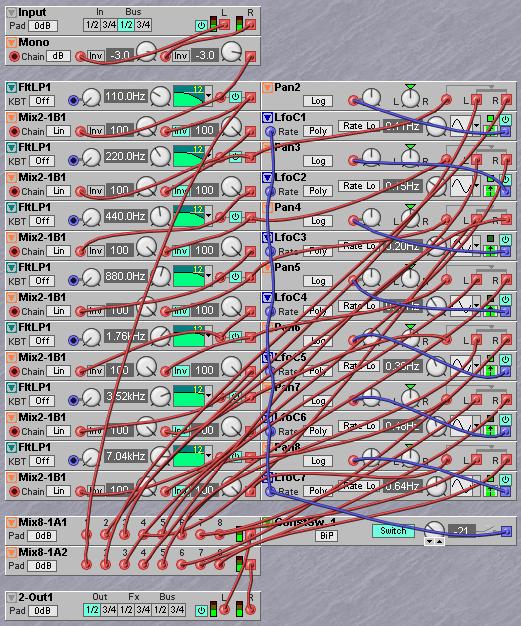 Input In Bus L R
Pad 0dB 1/2 3/4 1/2 3/4
Mono
Chain dB Inv -3.0 Inv -3.0
FltLP1 12 Pan2
KBT Off 110.0Hz Log L R
Mix2-1B1 LfoC1
Chain Lin Inv 100 Inv 100 Rate Poly Rate Lo
FltLP1 12 Pan3
KBT Off 220.0Hz Log L R
Mix2-1B1 LfoC2
Chain Lin Inv 100 Inv 100 Rate Poly Rate Lo 0.15Hz
FltLP1 12 Pan4
KBT Off 440.0Hz Log L R
Mix2-1B1 LfoC3
Chain Lin Inv 100 Inv 100 Rate Poly Rate Lo 0.20Hz
FltLP1 12 Pan5
KBT Off 880.0Hz Log L R
Mix2-1B1 LfoC4
Chain Lin Inv 100 Inv 100 Rate Poly Rate Lo
FltLP1 12 Pan6
KBT Off 1.76kHz Log L R
Mix2-1B1 LfoC5
Chain Lin Inv 100 Inv 100 Rate Poly Rate Lo
FltLP1 12 Pan7
KBT Off 3.52kHz Log L R
Mix2-1B1 LfoC6
Chain Lin Inv 100 Inv 100 Rate Poly Rate Lo
FltLP1 12 Pan8
KBT Off 7.04kHz Log L R
Mix2-1B1 LfoC7
Chain Lin Inv 100 Inv 100 Rate Poly Rate Lo 0.64Hz
Mix8-1A1 1 2 3 4 5 6 7 8 ConstSw_1
Pad 0dB BiP Switch -21
Mix8-1A2 1 2 3 4 5 6 7 8
Pad 0dB
2-Out1 Out Fx Bus L R
Pad 0dB 1/2 3/4 1/2 3/4 1/2 3/4